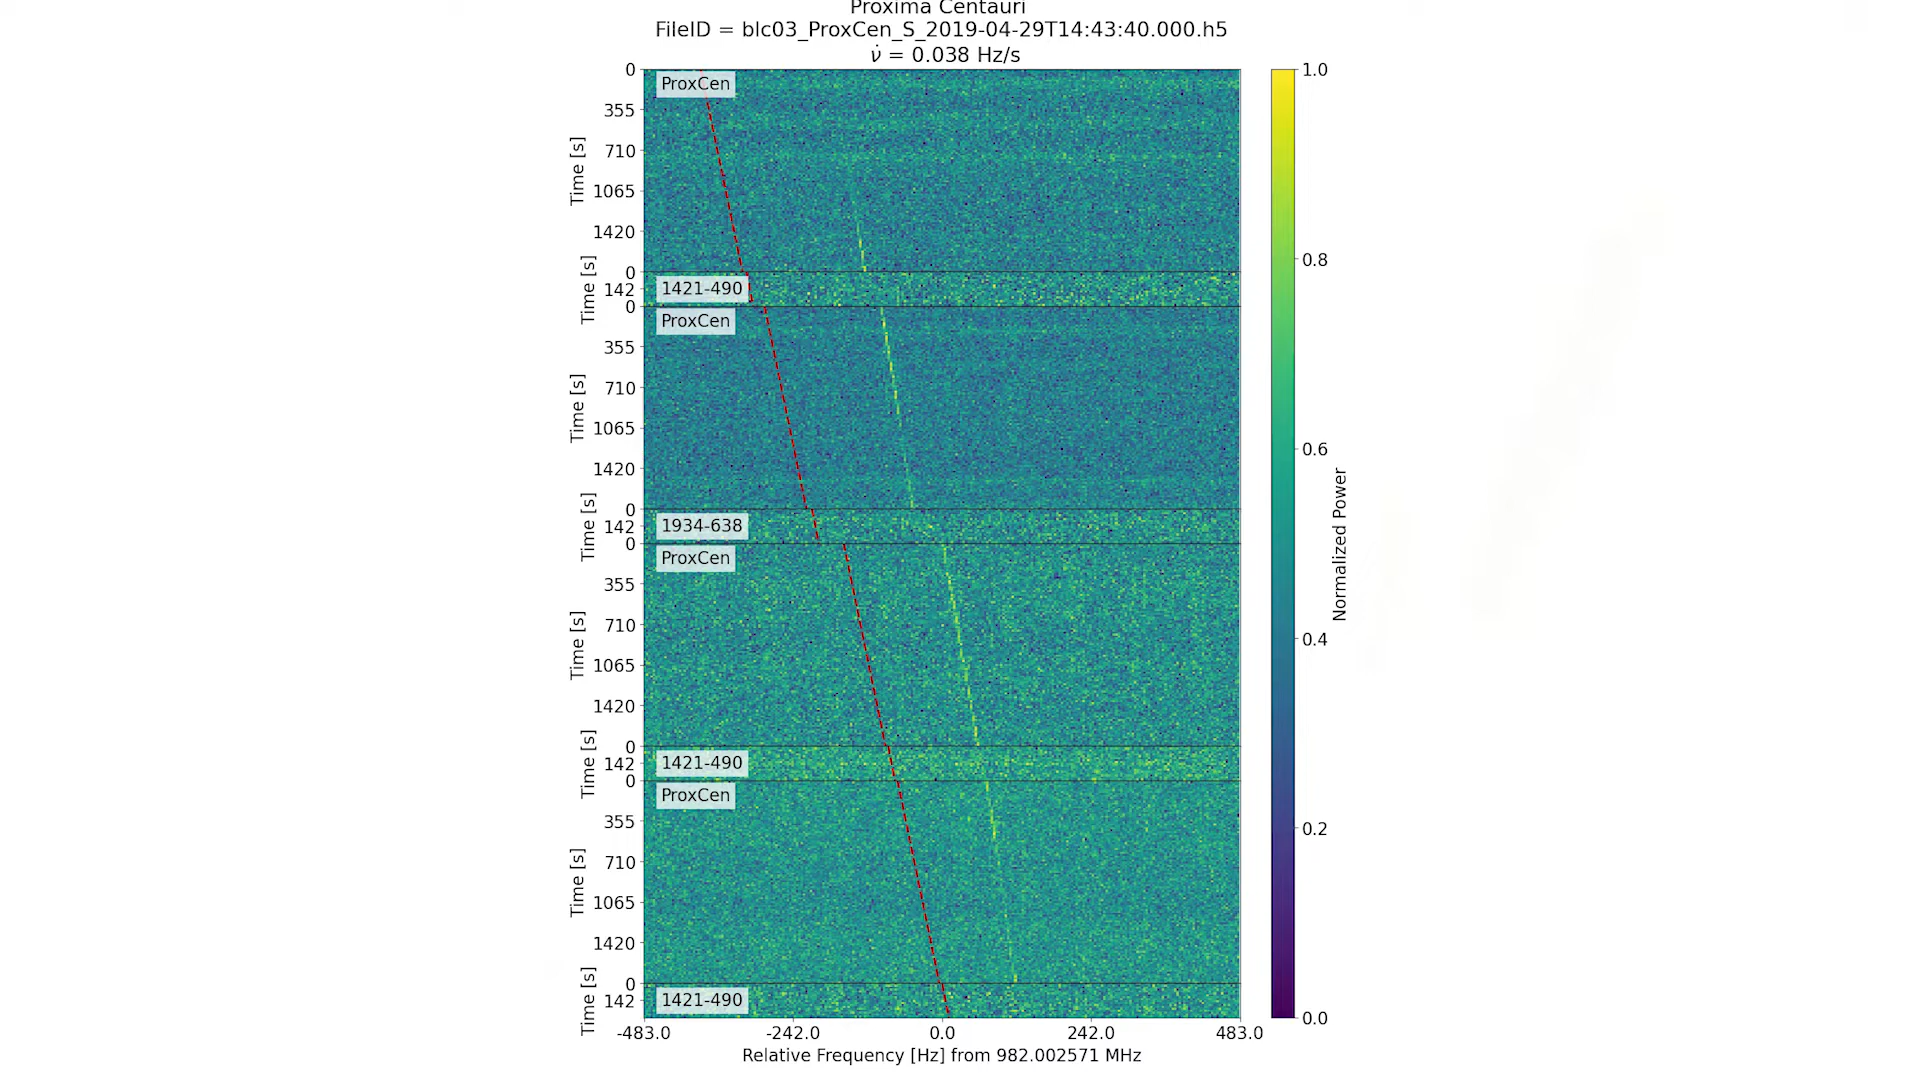 Proxima Centauri
FileID = blc03_ProxCen_S_2019-04-29T14:43:40.000.h5
ν̇ = 0.038 Hz/s
0
355
710
1065
1420
Time [s]
ProxCen
0
142
Time [s]
1421-490
0
355
710
1065
1420
Time [s]
ProxCen
0
142
Time [s]
1934-638
0
355
710
1065
1420
Time [s]
ProxCen
0
142
Time [s]
1421-490
0
355
710
1065
1420
Time [s]
ProxCen
0
142
Time [s]
1421-490
-483.0 -242.0 0.0 242.0 483.0
Relative Frequency [Hz] from 982.002571 MHz
1.0
0.8
0.6
0.4
0.2
0.0
Normalized Power